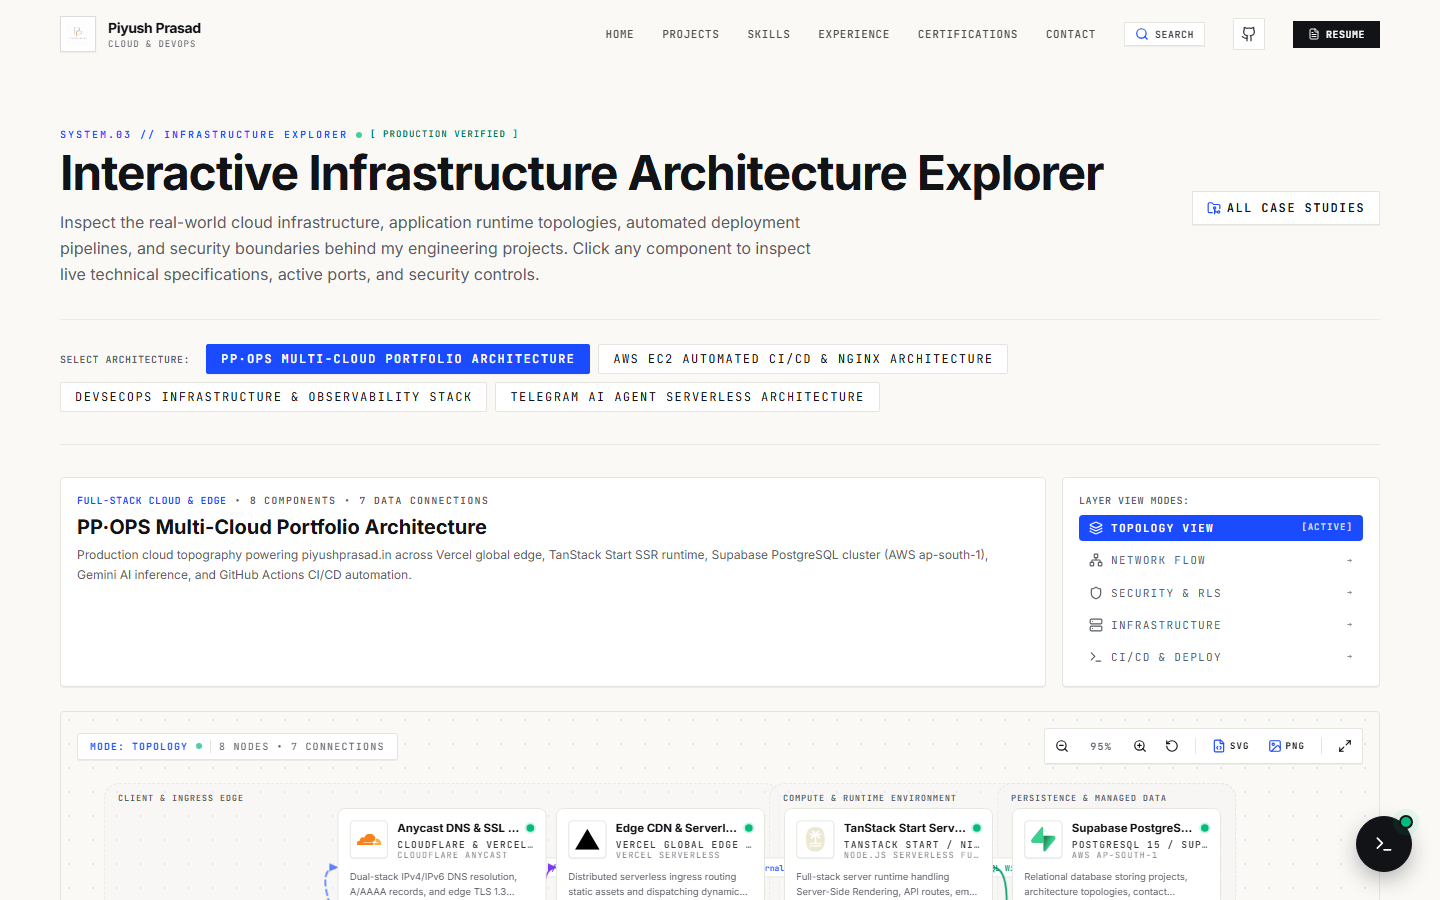 Piyush Prasad
CLOUD & DEVOPS
HOME
PROJECTS
SKILLS
EXPERIENCE
CERTIFICATIONS
CONTACT
SEARCH
RESUME
SYSTEM.03 // INFRASTRUCTURE EXPLORER
[ PRODUCTION VERIFIED ]
Interactive Infrastructure Architecture Explorer
Inspect the real-world cloud infrastructure, application runtime topologies, automated deployment
pipelines, and security boundaries behind my engineering projects. Click any component to inspect
live technical specifications, active ports, and security controls.
ALL CASE STUDIES
SELECT ARCHITECTURE:
PP·OPS MULTI-CLOUD PORTFOLIO ARCHITECTURE
AWS EC2 AUTOMATED CI/CD & NGINX ARCHITECTURE
DEVSECOPS INFRASTRUCTURE & OBSERVABILITY STACK
TELEGRAM AI AGENT SERVERLESS ARCHITECTURE
FULL-STACK CLOUD & EDGE • 8 COMPONENTS • 7 DATA CONNECTIONS
PP·OPS Multi-Cloud Portfolio Architecture
Production cloud topography powering piyushprasad.in across Vercel global edge, TanStack Start SSR runtime, Supabase PostgreSQL cluster (AWS ap-south-1),
Gemini AI inference, and GitHub Actions CI/CD automation.
LAYER VIEW MODES:
TOPOLOGY VIEW [ACTIVE]
NETWORK FLOW →
SECURITY & RLS →
INFRASTRUCTURE →
CI/CD & DEPLOY →
MODE: TOPOLOGY
8 NODES • 7 CONNECTIONS
95%
SVG
PNG
CLIENT & INGRESS EDGE
COMPUTE & RUNTIME ENVIRONMENT
PERSISTENCE & MANAGED DATA
Anycast DNS & SSL ...
CLOUDFLARE & VERCEL…
CLOUDFLARE ANYCAST
Dual-stack IPv4/IPv6 DNS resolution,
A/AAAA records, and edge TLS 1.3...
Edge CDN & Serverl...
VERCEL GLOBAL EDGE …
VERCEL SERVERLESS
Distributed serverless ingress routing
static assets and dispatching dynamic...
TanStack Start Serv...
TANSTACK START / NI…
NODE.JS SERVERLESS FU…
Full-stack server runtime handling
Server-Side Rendering, API routes, em...
Supabase PostgreS...
POSTGRESQL 15 / SUP…
AWS AP-SOUTH-1
Relational database storing projects,
architecture topologies, contact...